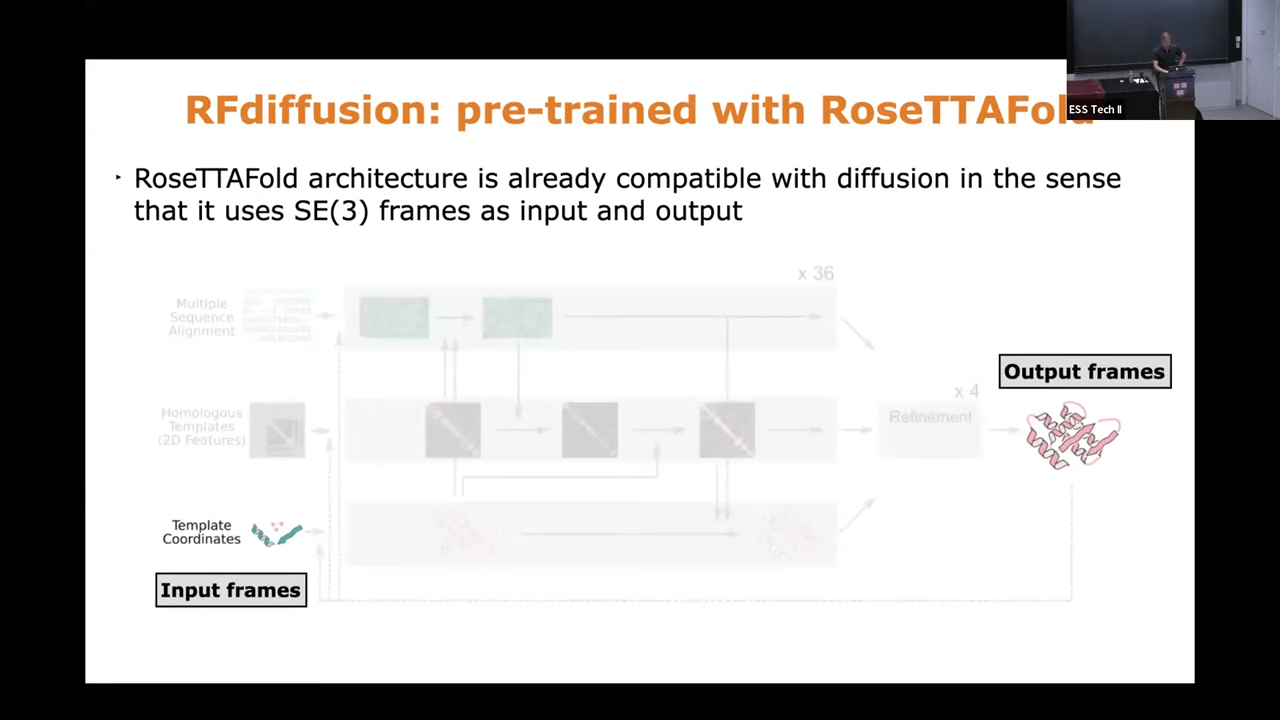 RFdiffusion: pre-trained with RoseTTAFold
ESS Tech II
‣ RoseTTAFold architecture is already compatible with diffusion in the sense
that it uses SE(3) frames as input and output
x 36
Multiple
Sequence
Alignment
Output frames
x 4
Homologous
Templates
(2D Features)
Refinement
Template
Coordinates
Input frames